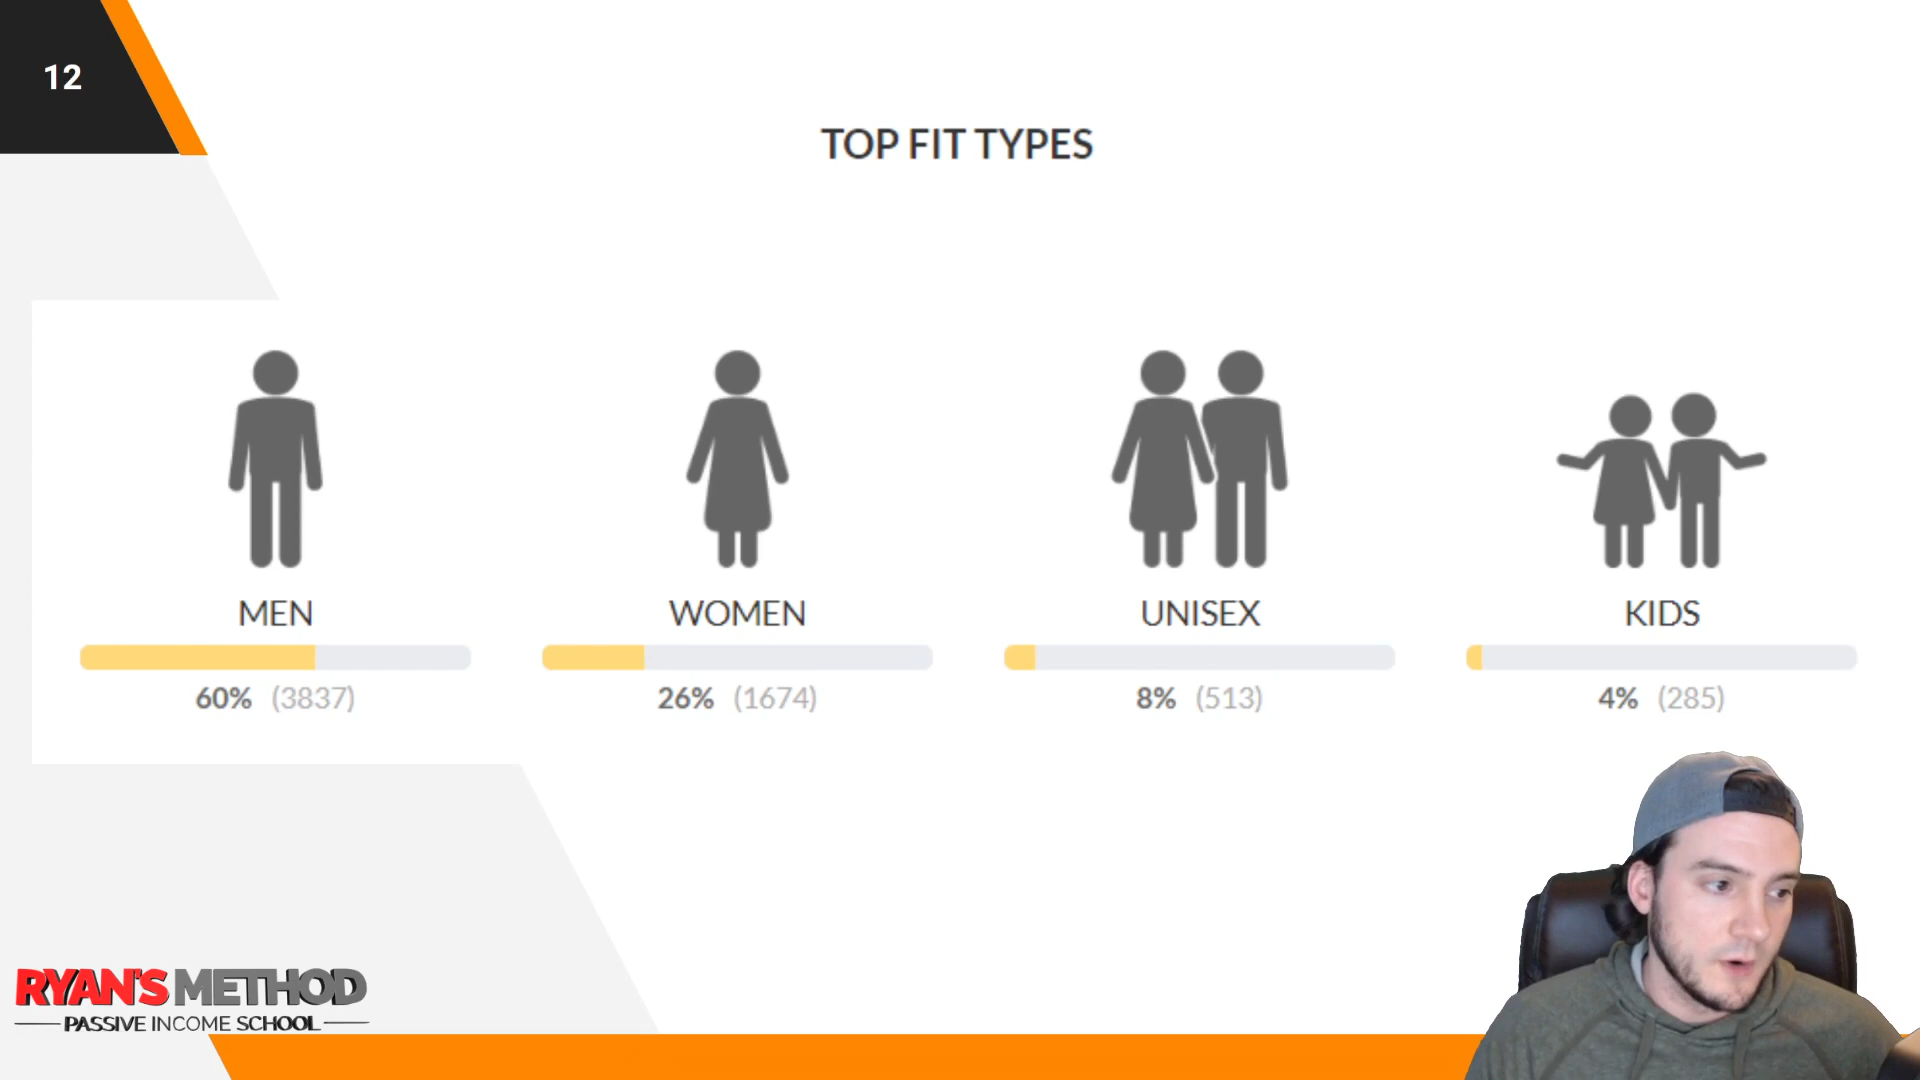 12
TOP FIT TYPES
MEN
60% (3837)
WOMEN
26% (1674)
UNISEX
8% (513)
KIDS
4% (285)
RYAN'S METHOD
PASSIVE INCOME SCHOOL